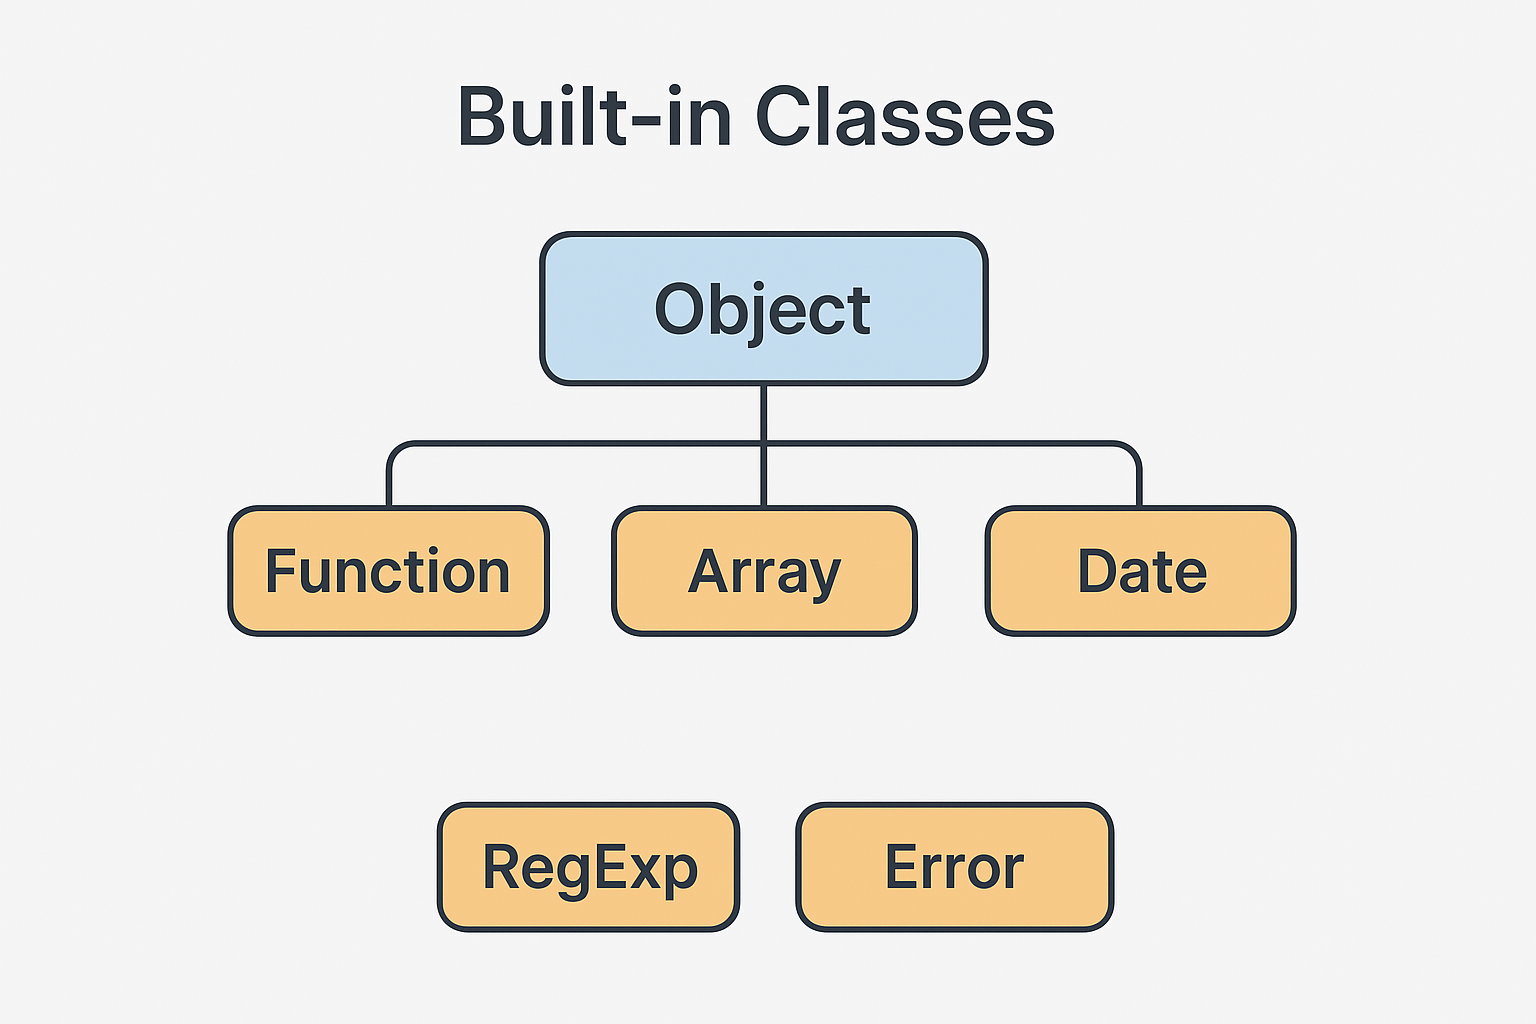 Built-in Classes
Object
Function
Array
Date
RegExp
Error